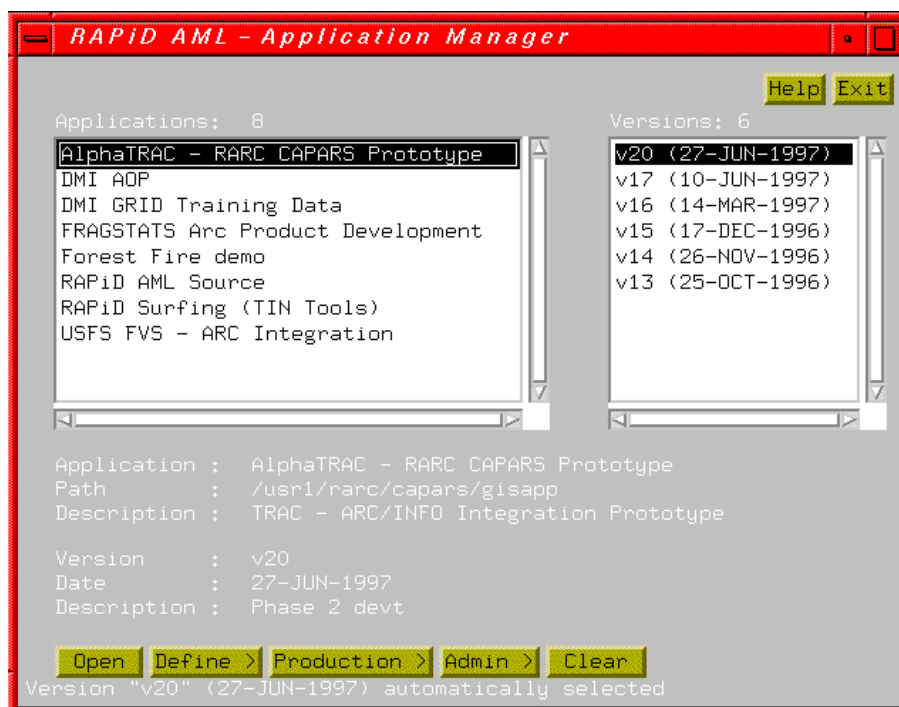 RAPiD AML - Application Manager
Help Exit
Applications: 8
Versions: 6
AlphaTRAC - RARC CAPARS Prototype
DMI AOP
DMI GRID Training Data
FRAGSTATS Arc Product Development
Forest Fire demo
RAPiD AML Source
RAPiD Surfing (TIN Tools)
USFS FVS - ARC Integration
v20 (27-JUN-1997)
v17 (10-JUN-1997)
v16 (14-MAR-1997)
v15 (17-DEC-1996)
v14 (26-NOV-1996)
v13 (25-OCT-1996)
Application : AlphaTRAC - RARC CAPARS Prototype
Path : /usr1/rarc/capars/gisapp
Description : TRAC - ARC/INFO Integration Prototype
Version : v20
Date : 27-JUN-1997
Description : Phase 2 devt
Open Define > Production > Admin > Clear
Version "v20" (27-JUN-1997) automatically selected